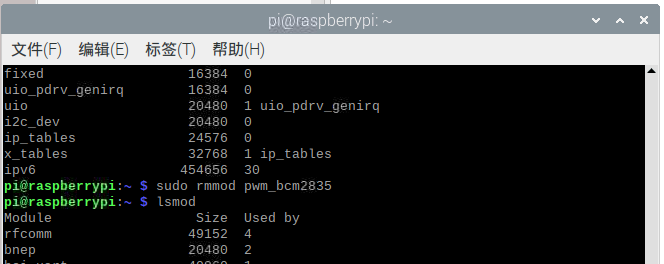 pi@raspberrypi: ~
文件(F) 编辑(E) 标签(T) 帮助(H)
fixed 16384 0
uio_pdrv_genirq 16384 0
uio 20480 1 uio_pdrv_genirq
i2c_dev 20480 0
ip_tables 24576 0
x_tables 32768 1 ip_tables
ipv6 454656 30
pi@raspberrypi:~ $ sudo rmmod pwm_bcm2835
pi@raspberrypi:~ $ lsmod
Module Size Used by
rfcomm 49152 4
bnep 20480 2